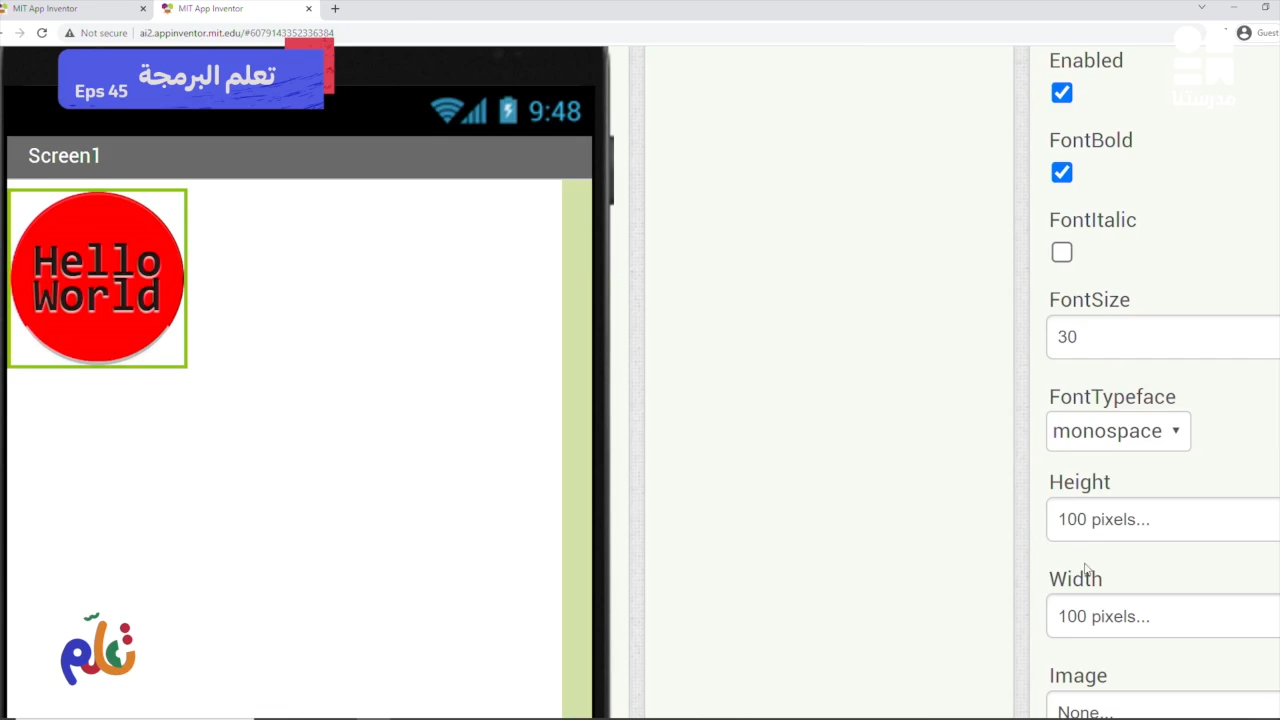 MIT App Inventor
MIT App Inventor
Not secure
ai2.appinventor.mit.edu/#6079143352336384
Guest
تعلم البرمجة
Eps 45
9:48
Screen1
Hello
World
Enabled
FontBold
FontItalic
FontSize
30
FontTypeface
monospace
Height
100 pixels...
Width
100 pixels...
Image
None...
مدرستنا
نتعلم